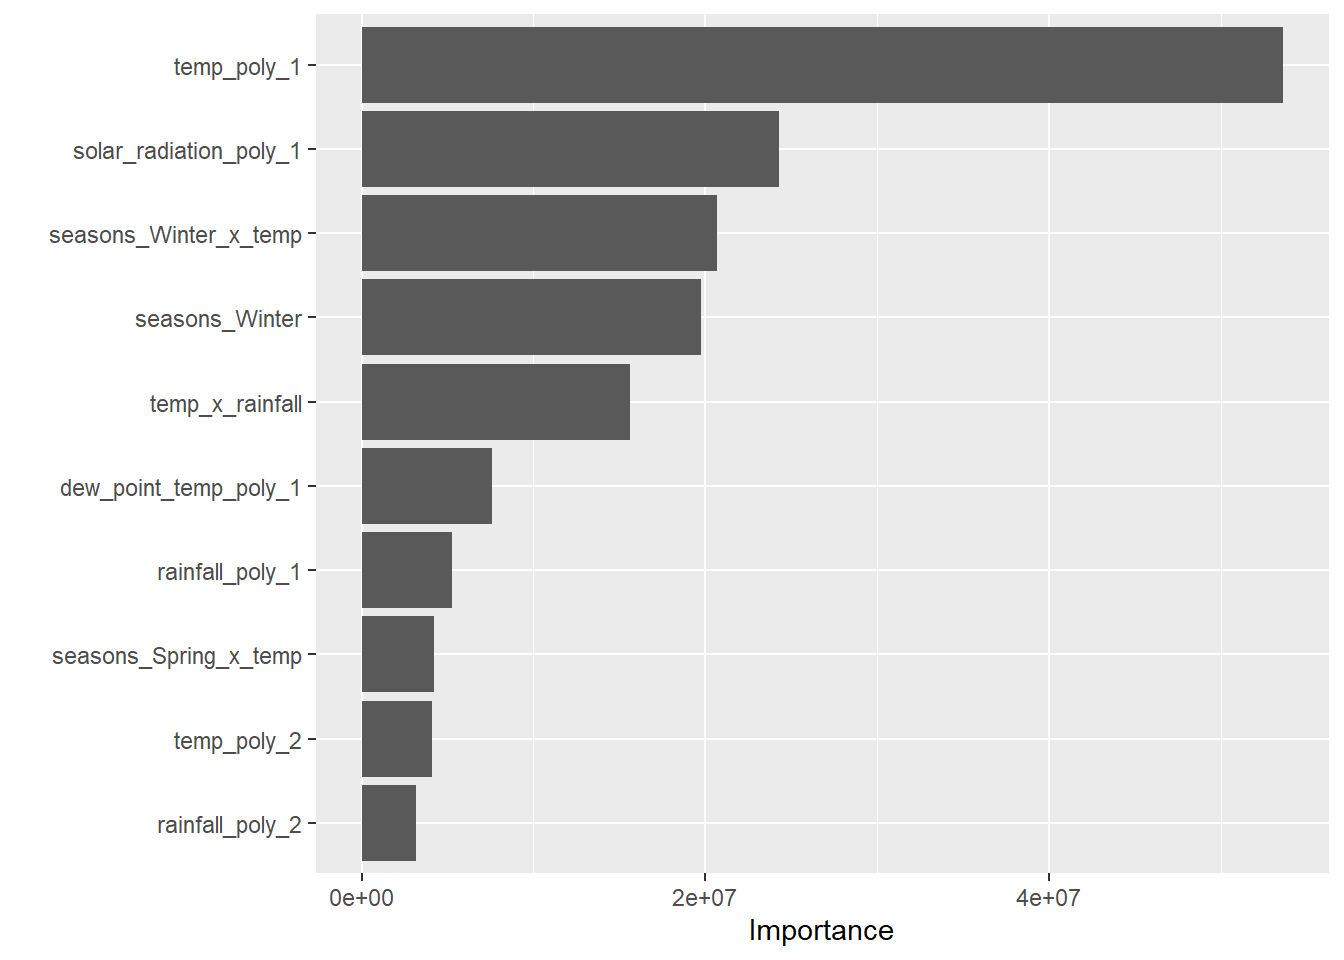 temp_poly_1
solar_radiation_poly_1
seasons_Winter_x_temp
seasons_Winter
temp_x_rainfall
dew_point_temp_poly_1
rainfall_poly_1
seasons_Spring_x_temp
temp_poly_2
rainfall_poly_2
0e+00 2e+07 4e+07
Importance